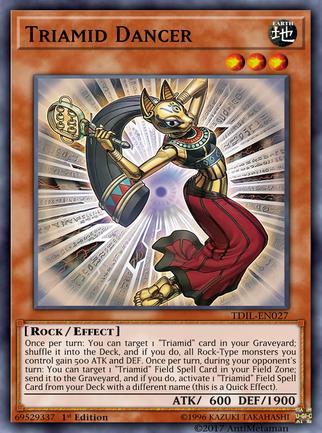 Triamid Dancer
EARTH
地
TDIL-EN027
[Rock / Effect]
Once per turn: You can target 1 "Triamid" card in your Graveyard;
shuffle it into the Deck, and if you do, all Rock-Type monsters you
control gain 500 ATK and DEF. Once per turn, during your opponent's
turn: You can target 1 "Triamid" Field Spell Card in your Field Zone;
send it to the Graveyard, and if you do, activate 1 "Triamid" Field Spell
Card from your Deck with a different name (this is a Quick Effect).
ATK/ 600 DEF/1900
69529337 1st Edition ©1996 KAZUKI TAKAHASHI
©2017 AntiMetaman